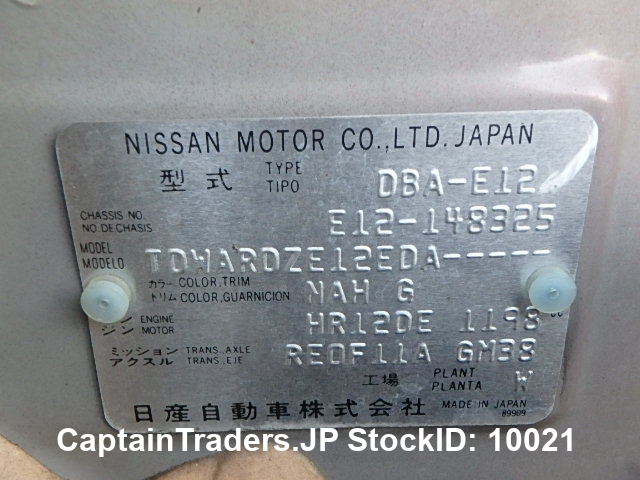 NISSAN MOTOR CO.,LTD. JAPAN
型式 TYPE TIPO DBA-E12
CHASSIS NO. NO. DE CHASIS E12-148325
MODEL MODELO TDWARDZE12EDA-----
カラー COLOR,TRIM
トリム COLOR,GUARNICION NAH G
ENGINE MOTOR HR12DE 1198 cc
ミッション TRANS. AXLE
アクスル TRANS. EJE RE0F11A GM38
工場 PLANT PLANTA W
日産自動車株式会社 MADE IN JAPAN
89909
CaptainTraders.JP StockID: 10021